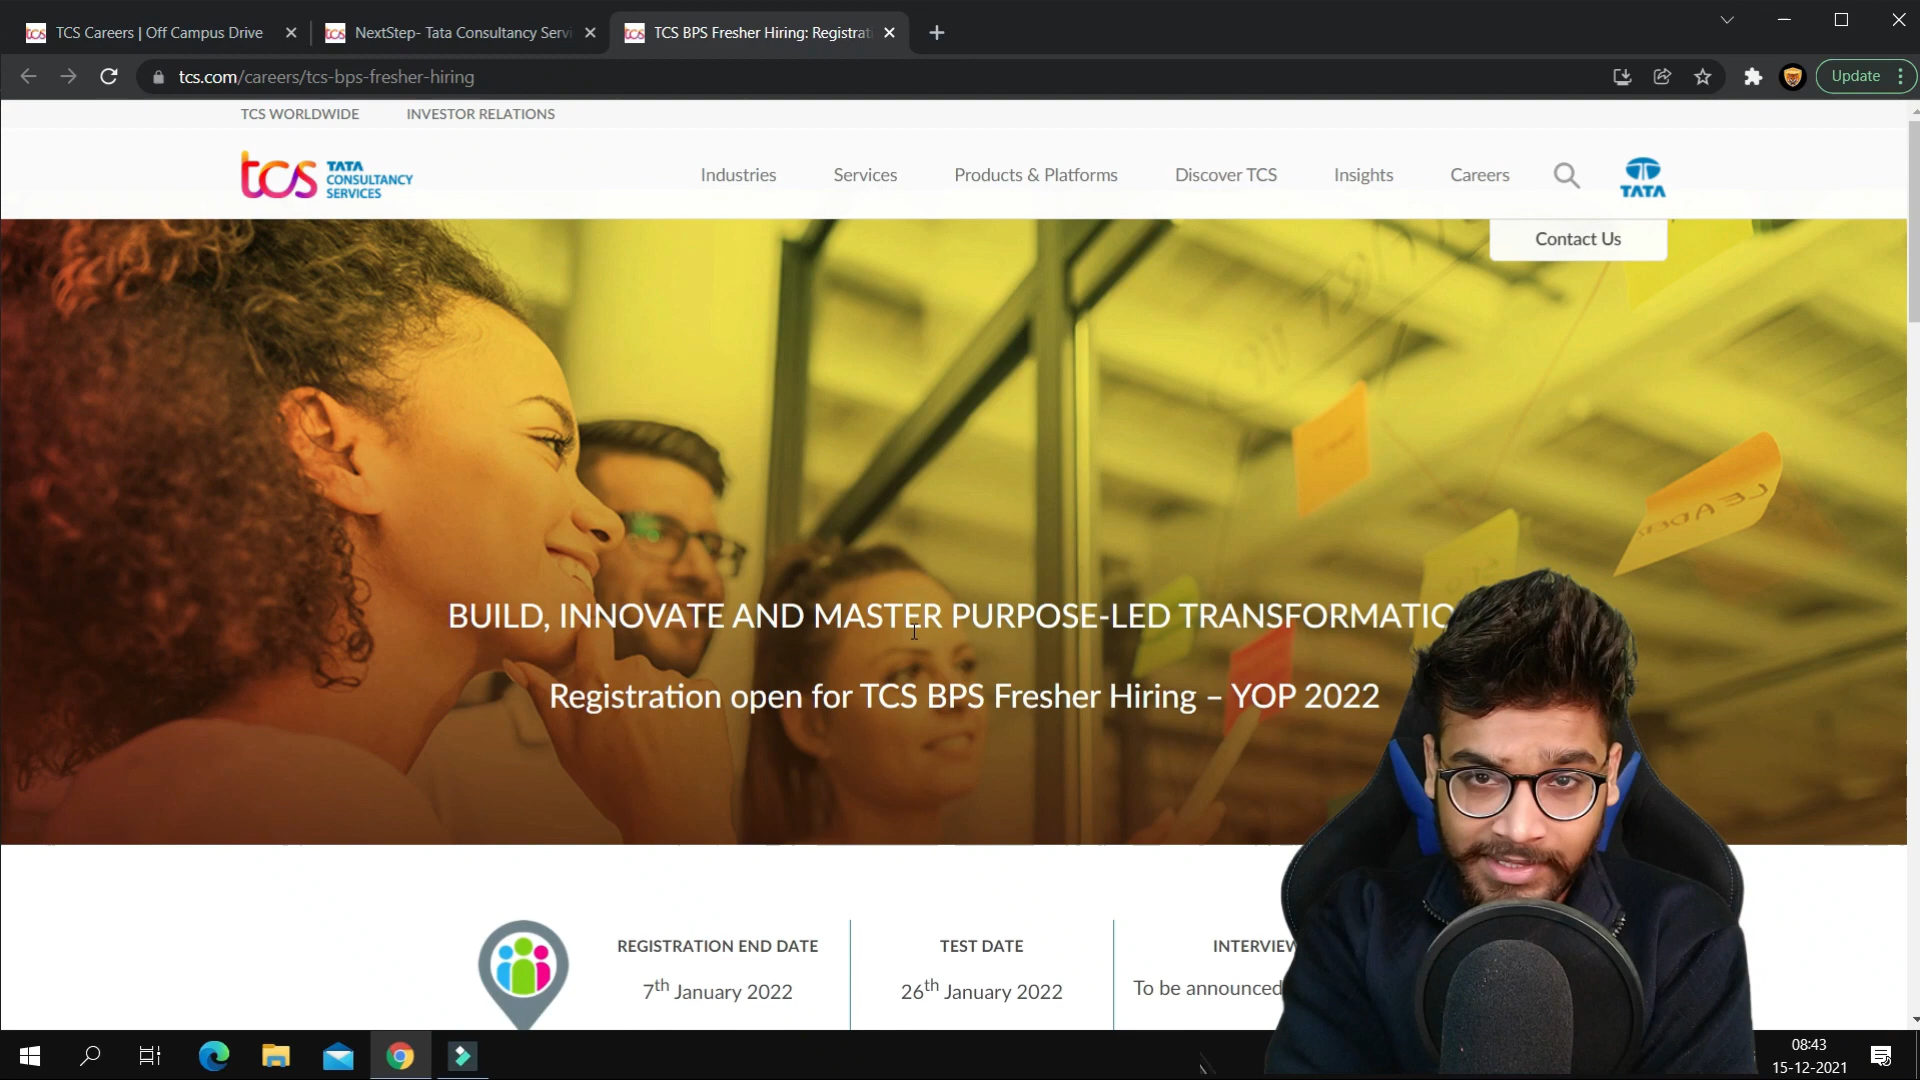 TCS Careers | Off Campus Drive
NextStep- Tata Consultancy Servi
TCS BPS Fresher Hiring: Registrat
tcs.com/careers/tcs-bps-fresher-hiring
Update
TCS WORLDWIDE INVESTOR RELATIONS
tcs TATA CONSULTANCY SERVICES
Industries Services Products & Platforms Discover TCS Insights Careers
TATA
Contact Us
LEADERS
BUILD, INNOVATE AND MASTER PURPOSE-LED TRANSFORMATIO
Registration open for TCS BPS Fresher Hiring – YOP 2022
REGISTRATION END DATE TEST DATE INTERVIEW
7th January 2022 26th January 2022 To be announced
08:43
15-12-2021